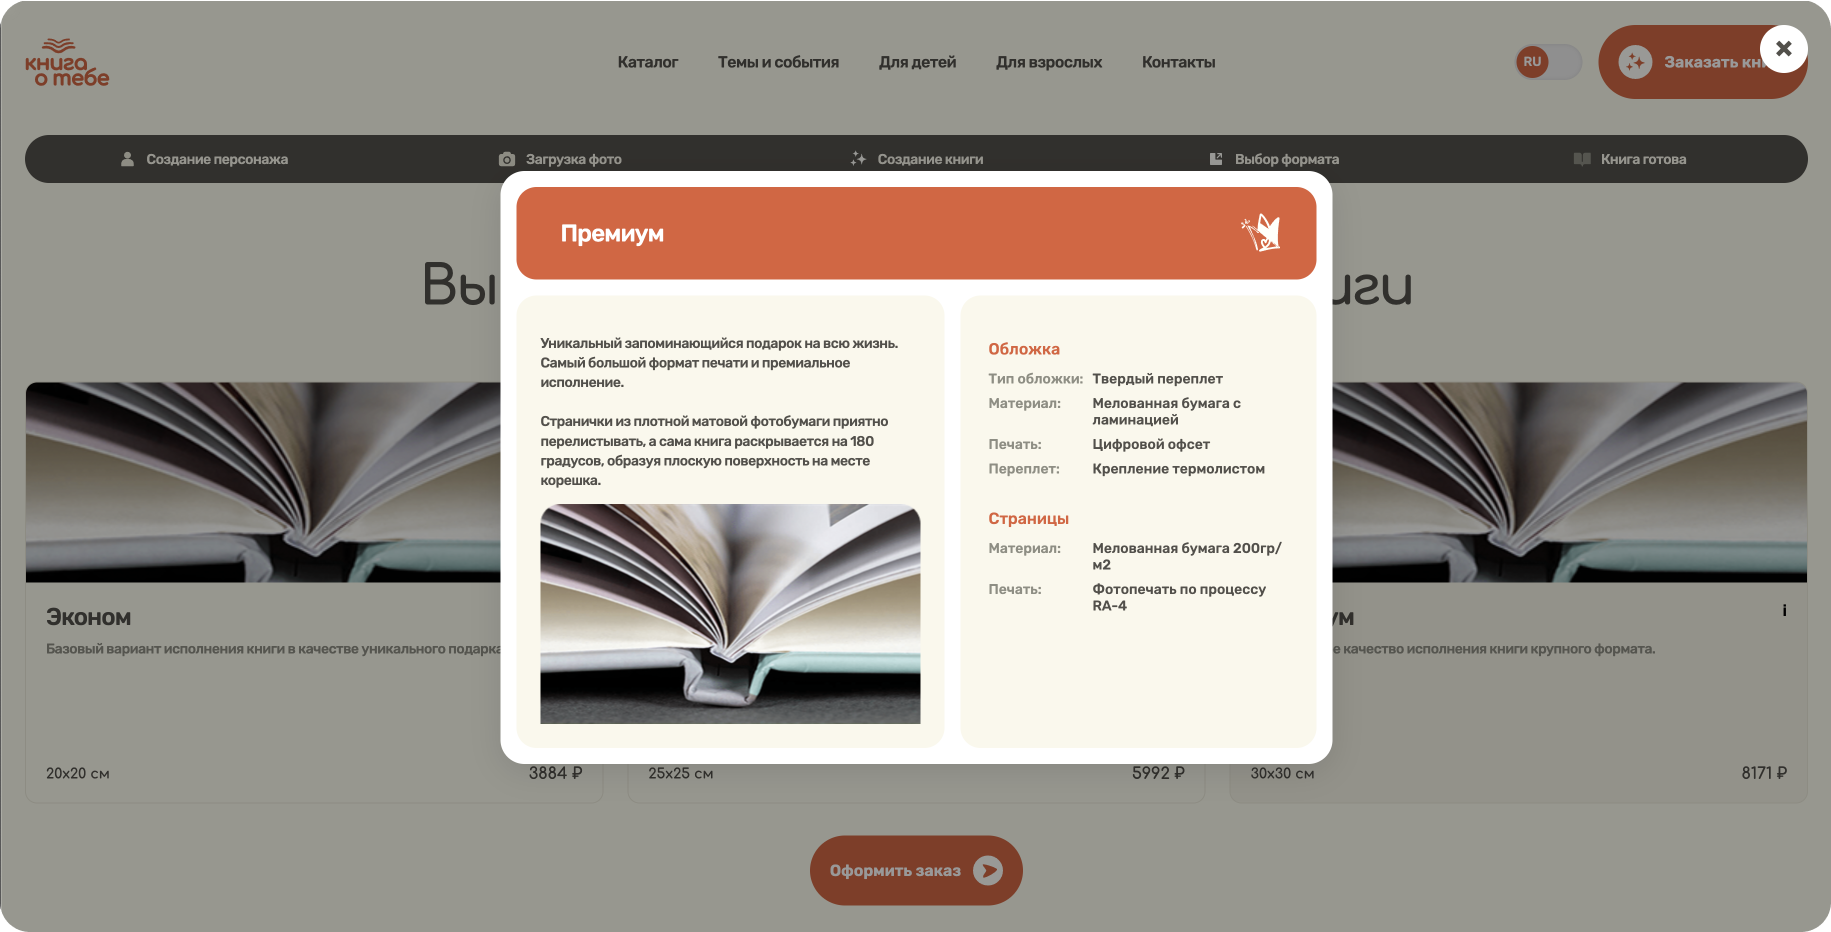 книга
о тебе
Каталог
Темы и события
Для детей
Для взрослых
Контакты
RU
Заказать
Создание персонажа
Загрузка фото
Создание книги
Выбор формата
Книга готова
Премиум
Уникальный запоминающийся подарок на всю жизнь.
Самый большой формат печати и премиальное
исполнение.
Странички из плотной матовой фотобумаги приятно
перелистывать, а сама книга раскрывается на 180
градусов, образуя плоскую поверхность на месте
корешка.
Обложка
Тип обложки: Твердый переплет
Материал: Мелованная бумага с
ламинацией
Печать: Цифровой офсет
Переплет: Крепление термолистом
Страницы
Материал: Мелованная бумага 200гр/
м2
Печать: Фотопечать по процессу
RA-4
Эконом
Базовый вариант исполнения книги в качестве уникального подарка
i
качество исполнения книги крупного формата.
20x20 см
3884 ₽
25x25 см
5992 ₽
30x30 см
8171 ₽
Оформить заказ